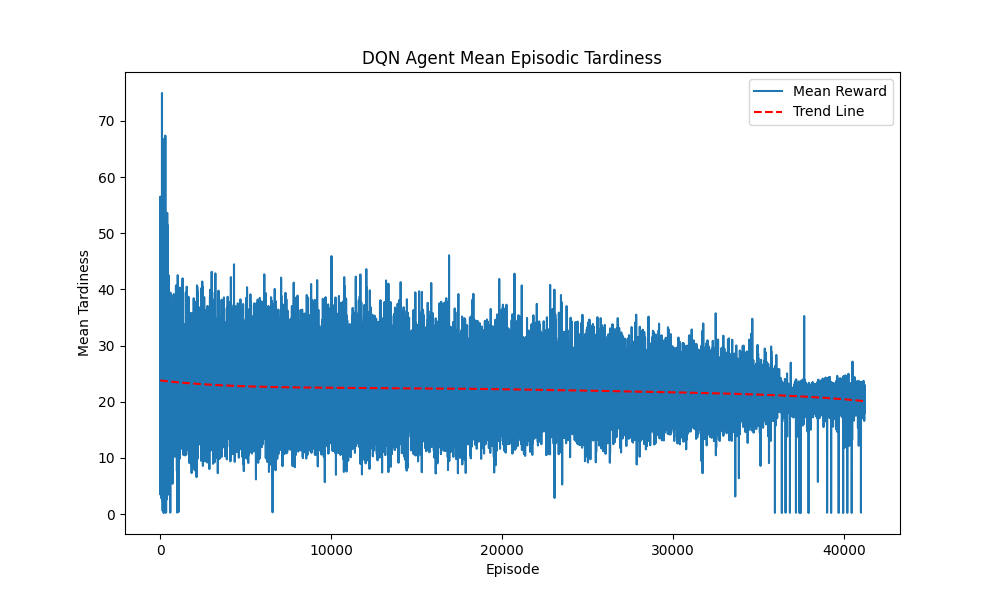 DQN Agent Mean Episodic Tardiness
Mean Reward
Trend Line
Mean Tardiness
70
60
50
40
30
20
10
0
0 10000 20000 30000 40000
Episode